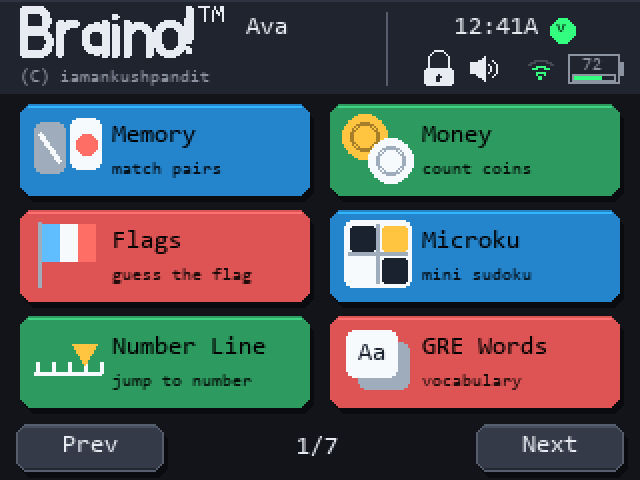 Braino!™ Ava 12:41A v
(C) iamankushpandit 72
Memory
match pairs
Money
count coins
Flags
guess the flag
Microku
mini sudoku
Number Line
jump to number
Aa GRE Words
vocabulary
Prev 1/7 Next